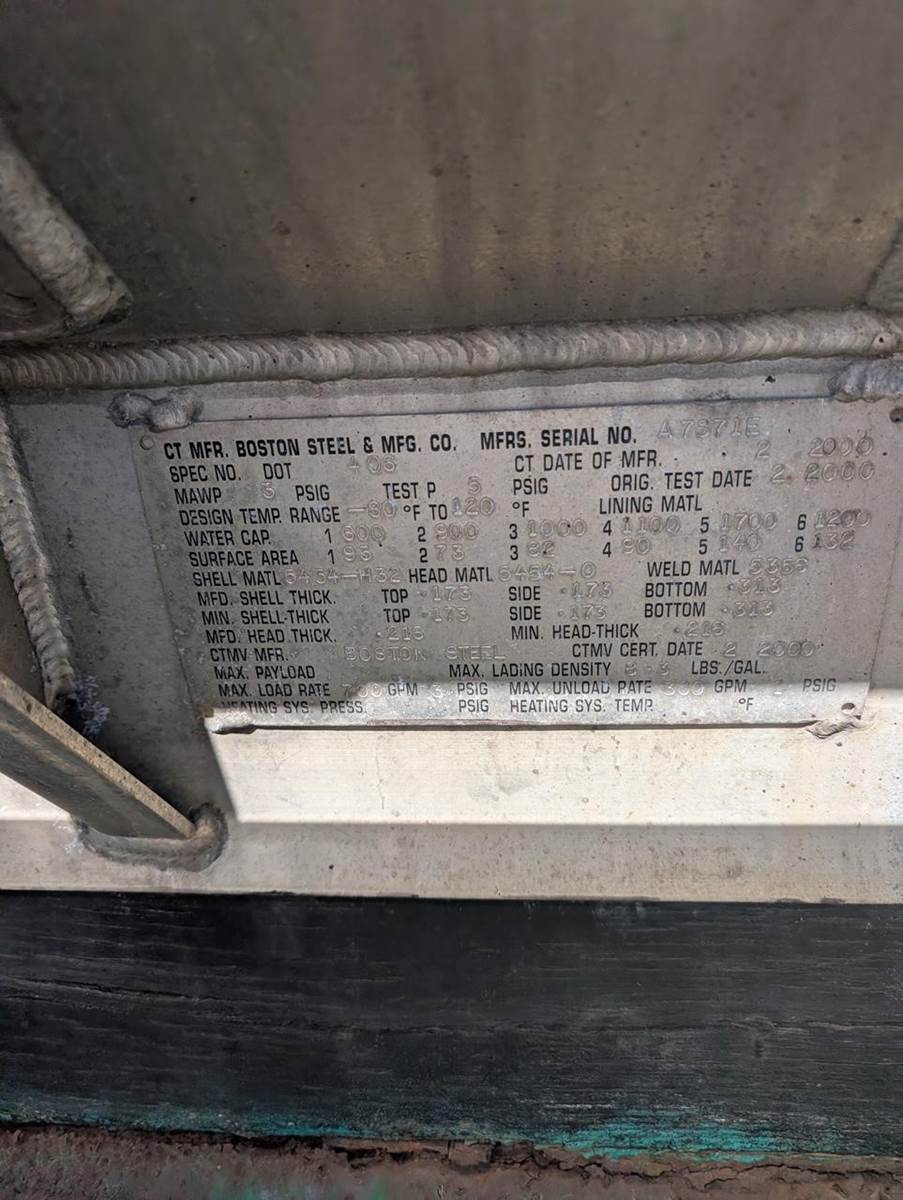 CT MFR. BOSTON STEEL & MFG. CO. MFRS. SERIAL NO. A7371E
SPEC NO. DOT 406 CT DATE OF MFR. 2 2000
MAWP 3 PSIG TEST P 5 PSIG ORIG. TEST DATE 2 2000
DESIGN TEMP. RANGE °F TO 120 °F LINING MATL
WATER CAP. 1 600 2 900 3 1000 4 1100 5 1700 6 1200
SURFACE AREA 1 2 73 3 82 4 5 140 6 132
SHELL MATL 5454-H32 HEAD MATL 5454-0 WELD MATL
MFD. SHELL THICK. TOP .173 SIDE .173 BOTTOM .313
MIN. SHELL-THICK TOP .173 SIDE .173 BOTTOM .313
MFD. HEAD THICK. MIN. HEAD-THICK
CTMV MFR. BOSTON STEEL CTMV CERT. DATE 2 2000
MAX. PAYLOAD MAX. LADING DENSITY LBS./GAL.
MAX. LOAD RATE GPM 3 PSIG MAX. UNLOAD RATE 300 GPM PSIG
HEATING SYS. PRESS. PSIG HEATING SYS. TEMP. °F